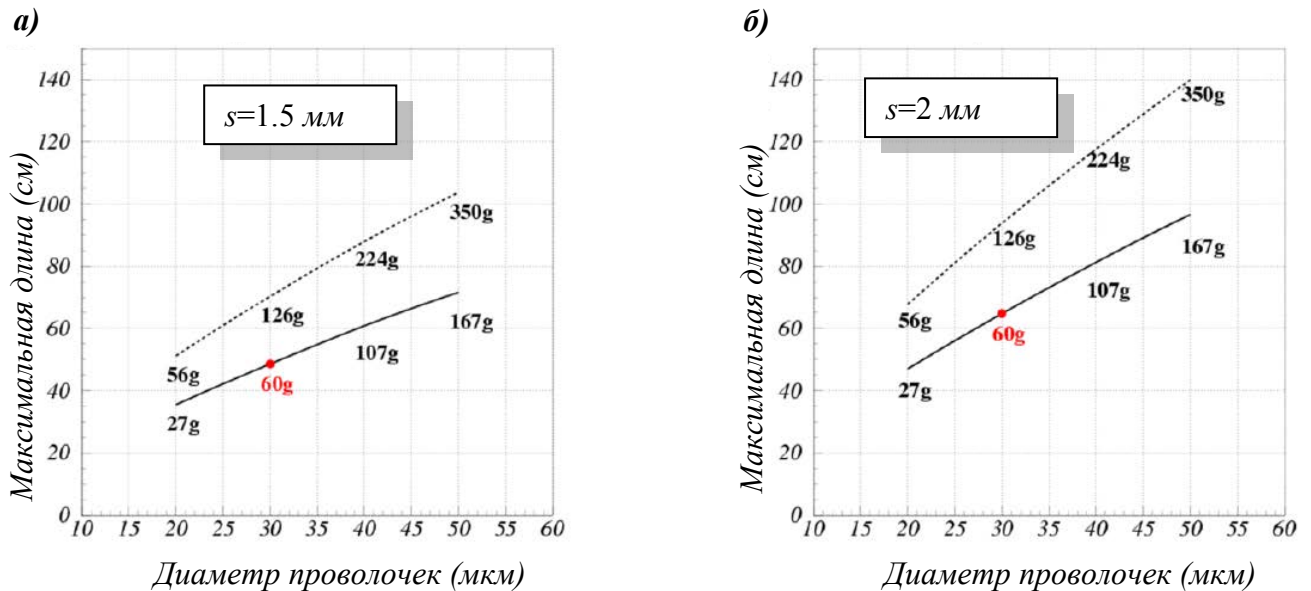 а)
140
120
100
80
60
40
20
0
s=1.5 мм
350g
224g
126g
56g
167g
107g
60g
27g
10 15 20 25 30 35 40 45 50 55 60
Максимальная длина (см)
Диаметр проволочек (мкм)
б)
140
120
100
80
60
40
20
0
s=2 мм
350g
224g
126g
56g
167g
107g
60g
27g
10 15 20 25 30 35 40 45 50 55 60
Максимальная длина (см)
Диаметр проволочек (мкм)